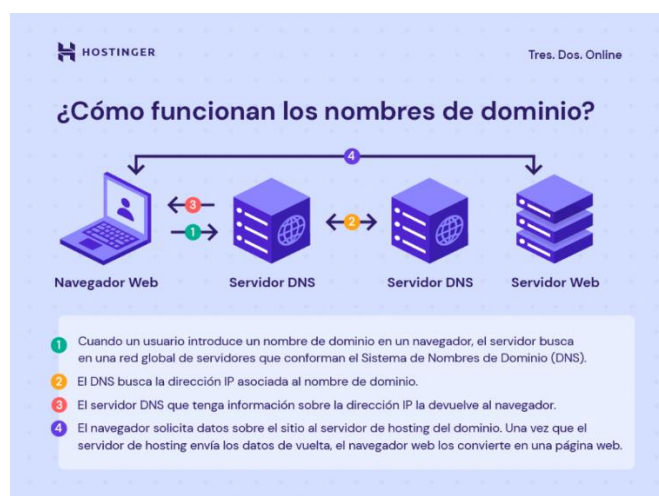 HOSTINGER
Tres. Dos. Online
¿Cómo funcionan los nombres de dominio?
4
3
1
2
Navegador Web
Servidor DNS
Servidor DNS
Servidor Web
1 Cuando un usuario introduce un nombre de dominio en un navegador, el servidor busca
en una red global de servidores que conforman el Sistema de Nombres de Dominio (DNS).
2 El DNS busca la dirección IP asociada al nombre de dominio.
3 El servidor DNS que tenga información sobre la dirección IP la devuelve al navegador.
4 El navegador solicita datos sobre el sitio al servidor de hosting del dominio. Una vez que el
servidor de hosting envía los datos de vuelta, el navegador web los convierte en una página web.